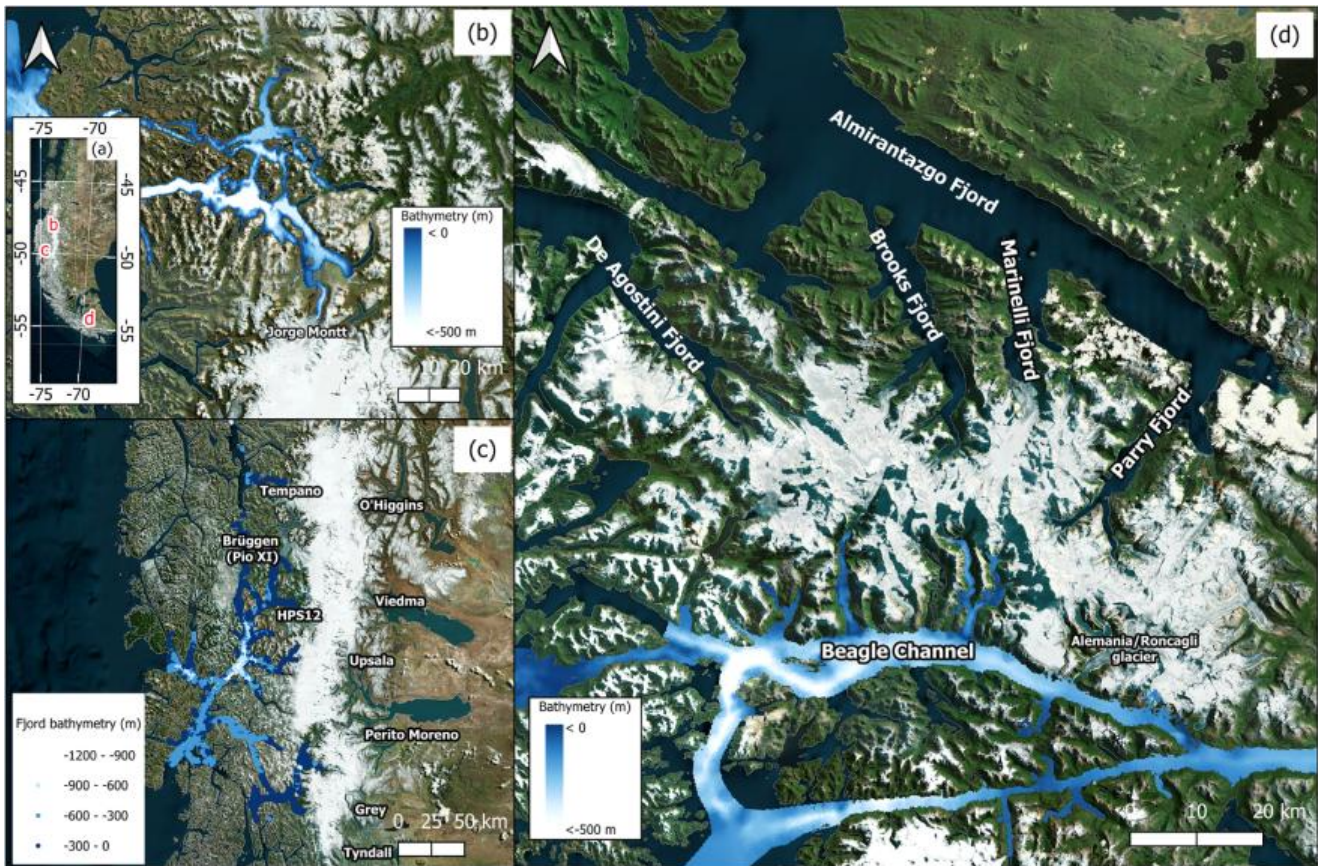 (b)
-75 -70
(a)
-45
-45
b
c
-50
-50
d
-55
-55
-75 -70
Bathymetry (m)
< 0
<-500 m
Jorge Montt
10 20 km
(c)
Tempano
O'Higgins
Brüggen
(Pio XI)
HPS12
Viedma
Upsala
Perito Moreno
Grey
Tyndall
Fjord bathymetry (m)
-1200 - -900
-900 - -600
-600 - -300
-300 - 0
0 25 50 km
(d)
Almirantazgo Fjord
De Agostini Fjord
Brooks Fjord
Marinelli Fjord
Parry Fjord
Beagle Channel
Alemania/Roncagli
glacier
Bathymetry (m)
< 0
<-500 m
0 10 20 km